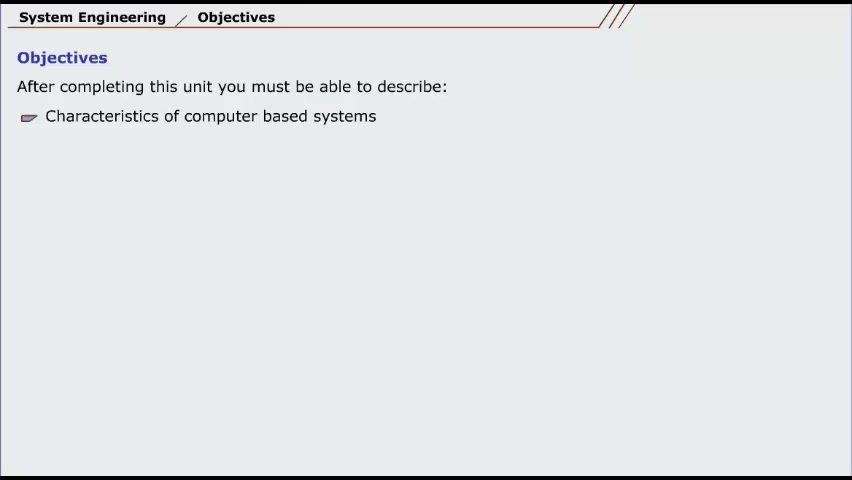 System Engineering / Objectives
Objectives
After completing this unit you must be able to describe:
Characteristics of computer based systems